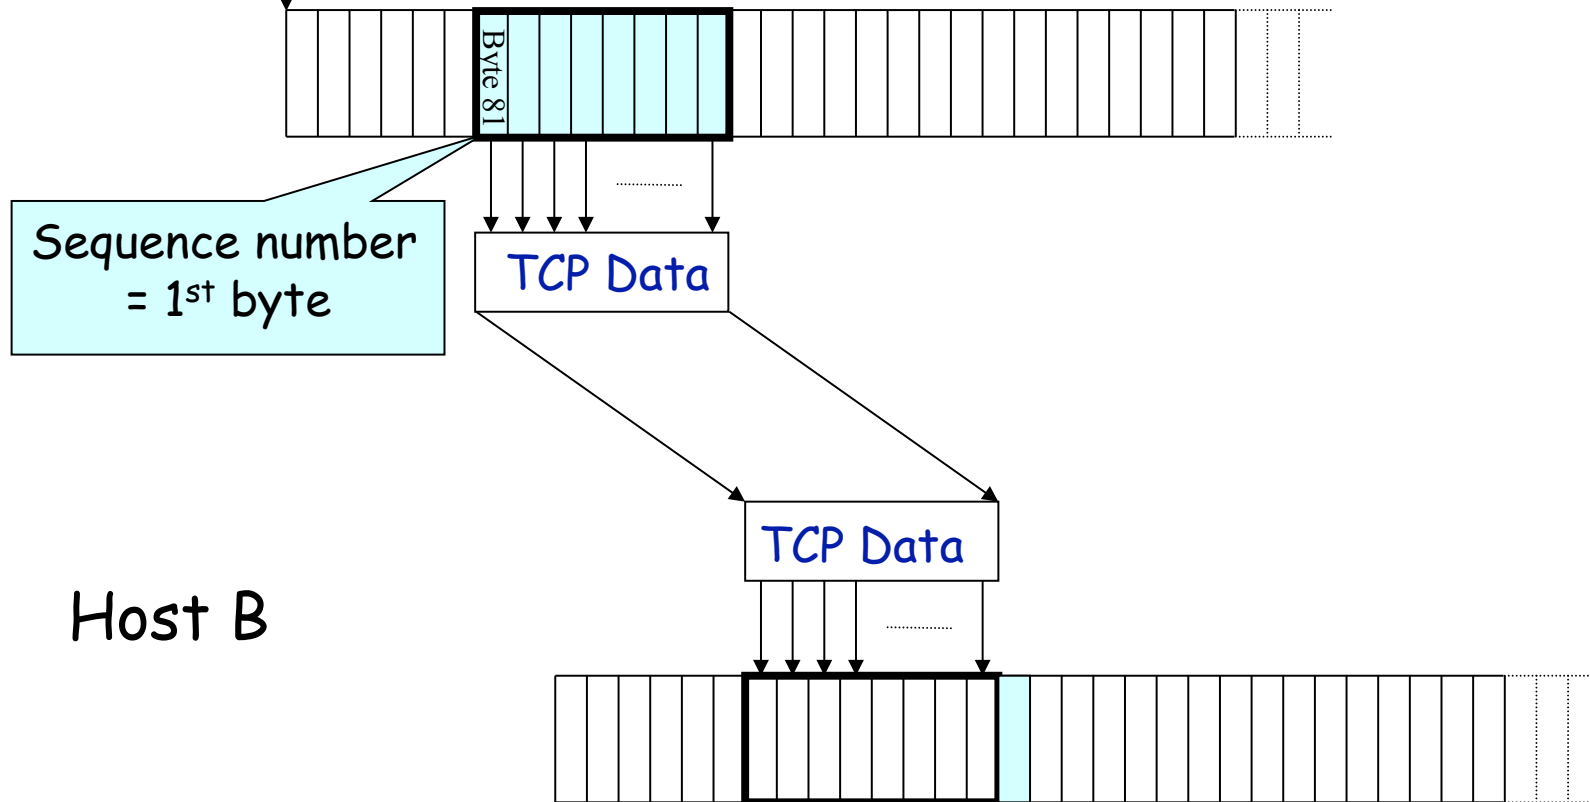 Byte 81
Sequence number
= 1st byte
TCP Data
TCP Data
Host B